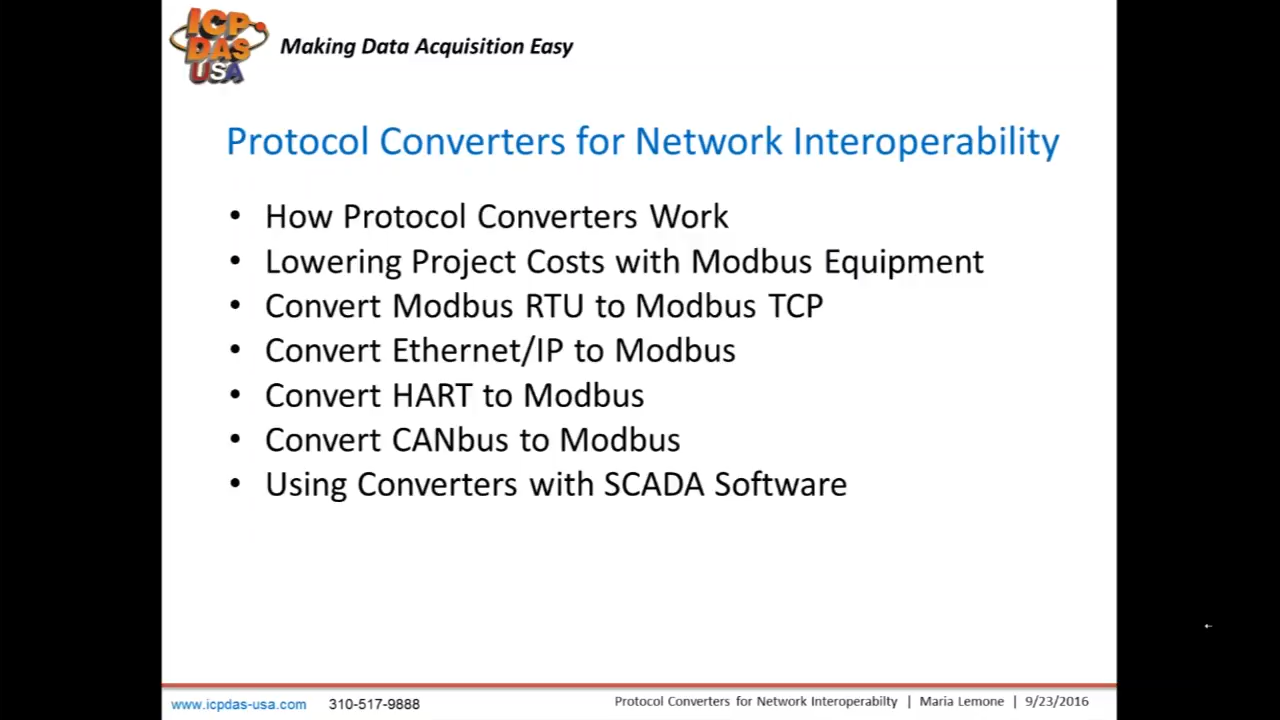 ICP
DAS
USA
Making Data Acquisition Easy
Protocol Converters for Network Interoperability
• How Protocol Converters Work
• Lowering Project Costs with Modbus Equipment
• Convert Modbus RTU to Modbus TCP
• Convert Ethernet/IP to Modbus
• Convert HART to Modbus
• Convert CANbus to Modbus
• Using Converters with SCADA Software
www.icpdas-usa.com 310-517-9888 Protocol Converters for Network Interoperabilty | Maria Lemone | 9/23/2016